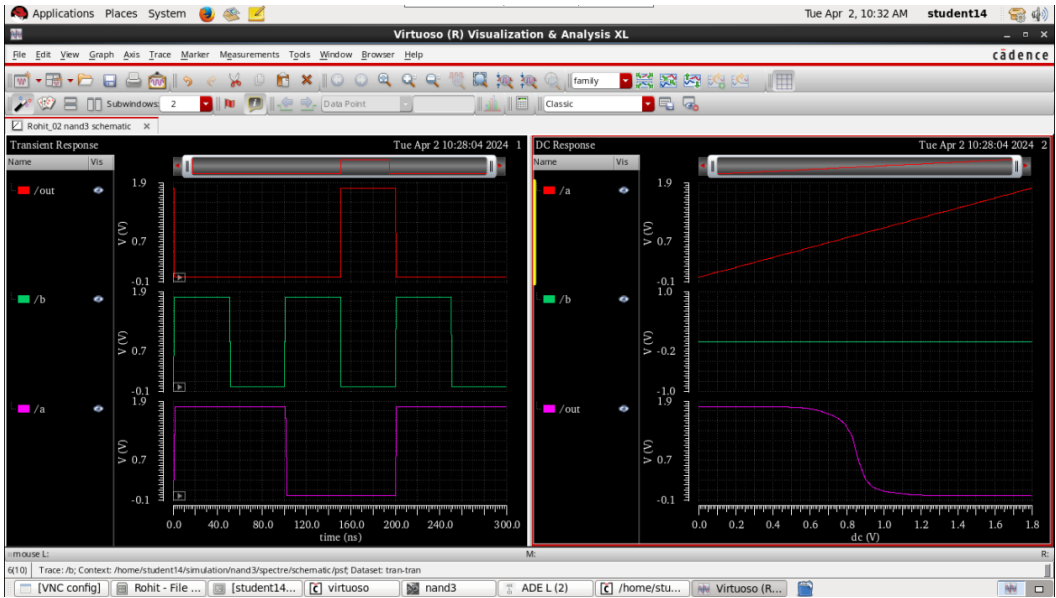 Applications Places System Tue Apr 2, 10:32 AM student14
Virtuoso (R) Visualization & Analysis XL
File Edit View Graph Axis Trace Marker Measurements Tools Window Browser Help cādence
family
Subwindows: 2 Data Point Classic
Rohit_02 nand3 schematic x
Transient Response Tue Apr 2 10:28:04 2024 1
Name Vis
/out
1.9
V (V) 0.7
-0.1
/b
1.9
V (V) 0.7
-0.1
/a
1.9
V (V) 0.7
-0.1
0.0 40.0 80.0 120.0 160.0 200.0 240.0 300.0
time (ns)
DC Response Tue Apr 2 10:28:04 2024 2
Name Vis
/a
1.9
V (V) 0.7
-0.1
/b
1.0
V (V) -0.2
-1.0
/out
1.9
V (V) 0.7
-0.1
0.0 0.2 0.4 0.6 0.8 1.0 1.2 1.4 1.6 1.8
dc (V)
mouse L: M: R:
6(10) Trace: /b; Context: /home/student14/simulation/nand3/spectre/schematic/psf; Dataset: tran-tran
[VNC config] Rohit - File ... [student14... virtuoso nand3 ADE L (2) /home/stu... Virtuoso (R...